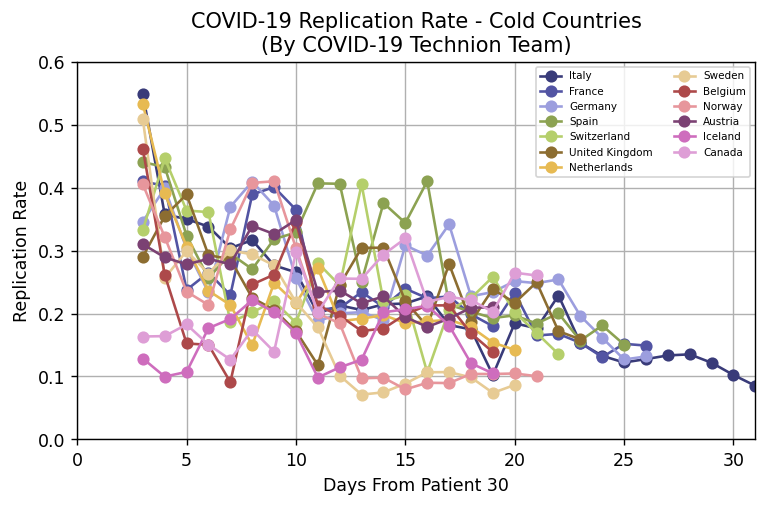 COVID-19 Replication Rate - Cold Countries
(By COVID-19 Technion Team)
Replication Rate
0.6
0.5
0.4
0.3
0.2
0.1
0.0
0
5
10
15
20
25
30
Days From Patient 30
Italy
France
Germany
Spain
Switzerland
United Kingdom
Netherlands
Sweden
Belgium
Norway
Austria
Iceland
Canada